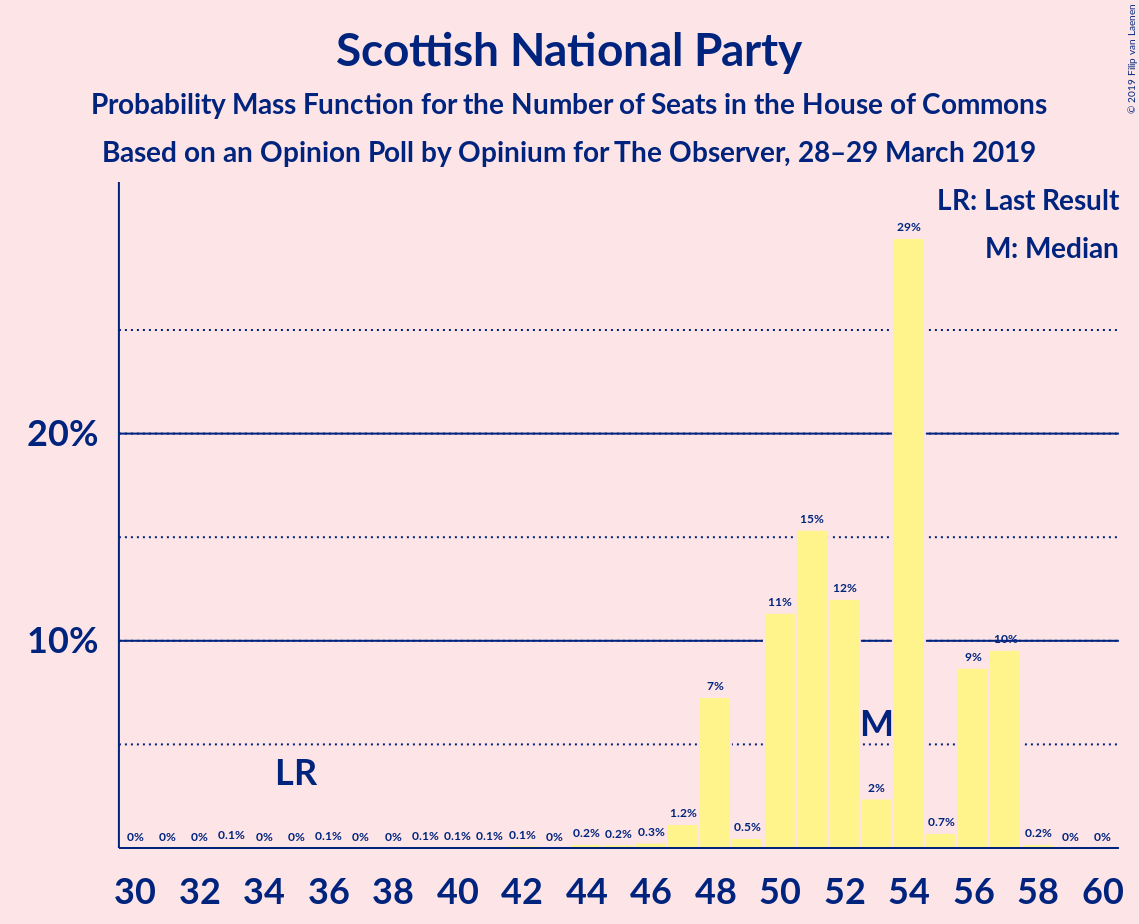 Scottish National Party
Probability Mass Function for the Number of Seats in the House of Commons
Based on an Opinion Poll by Opinium for The Observer, 28–29 March 2019
© 2019 Filip van Laenen
LR: Last Result
M: Median
20%
10%
0% 0% 0% 0.1% 0% 0% 0.1% 0% 0% 0.1% 0.1% 0.1% 0.1% 0% 0.2% 0.2% 0.3% 1.2% 7% 0.5% 11% 15% 12% 2% 29% 0.7% 9% 10% 0.2% 0% 0%
LR
M
30 32 34 36 38 40 42 44 46 48 50 52 54 56 58 60